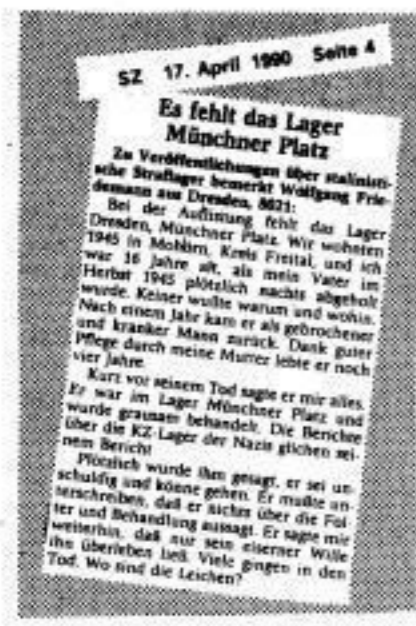 SZ 17. April 1990 Seite 4
Es fehlt das Lager
Münchner Platz
Zu Veröffentlichungen über stalinisti-
sche Straflager bemerkt Wolfgang Frie-
demann aus Dresden, 8021:
Bei der Auflistung fehlt das Lager
Dresden, Münchner Platz. Wir wohnten
1945 in Mohorn, Kreis Freital, und ich
war 16 Jahre alt, als mein Vater im
Herbst 1945 plötzlich nachts abgeholt
wurde. Keiner wußte warum und wohin.
Nach einem Jahr kam er als gebrochener
und kranker Mann zurück. Dank guter
Pflege durch meine Mutter lebte er noch
vier Jahre.
Kurz vor seinem Tod sagte er mir alles.
Er war im Lager Münchner Platz und
wurde grausam behandelt. Die Berichte
über die KZ-Lager der Nazis glichen sei-
nem Bericht!
Plötzlich wurde ihm gesagt, er sei un-
schuldig und könne gehen. Er mußte un-
terschreiben, daß er nichts über die Fol-
ter und Behandlung aussagt. Er sagte mir
weiterhin, daß nur sein eiserner Wille
ihn überleben ließ. Viele gingen in den
Tod. Wo sind die Leichen?